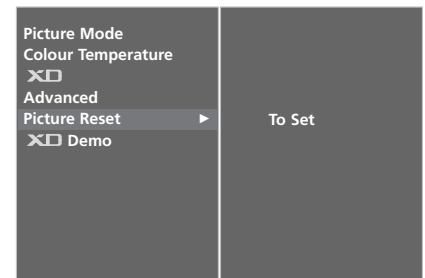 Picture Mode
Colour Temperature
XD
Advanced
Picture Reset ► To Set
XD Demo